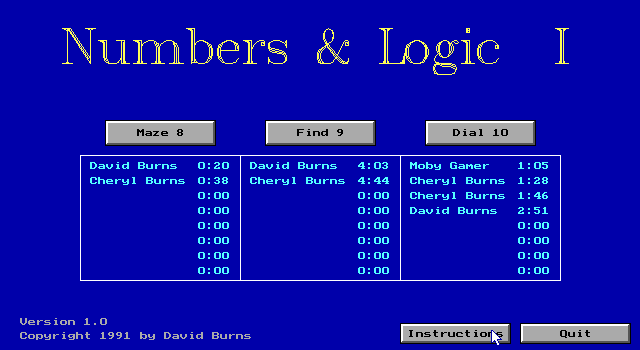 Numbers & Logic I
Maze 8 Find 9 Dial 10
David Burns 0:20 David Burns 4:03 Moby Gamer 1:05
Cheryl Burns 0:38 Cheryl Burns 4:44 Cheryl Burns 1:28
0:00 0:00 Cheryl Burns 1:46
0:00 0:00 David Burns 2:51
0:00 0:00 0:00
0:00 0:00 0:00
0:00 0:00 0:00
0:00 0:00 0:00
Version 1.0
Copyright 1991 by David Burns Instructions Quit